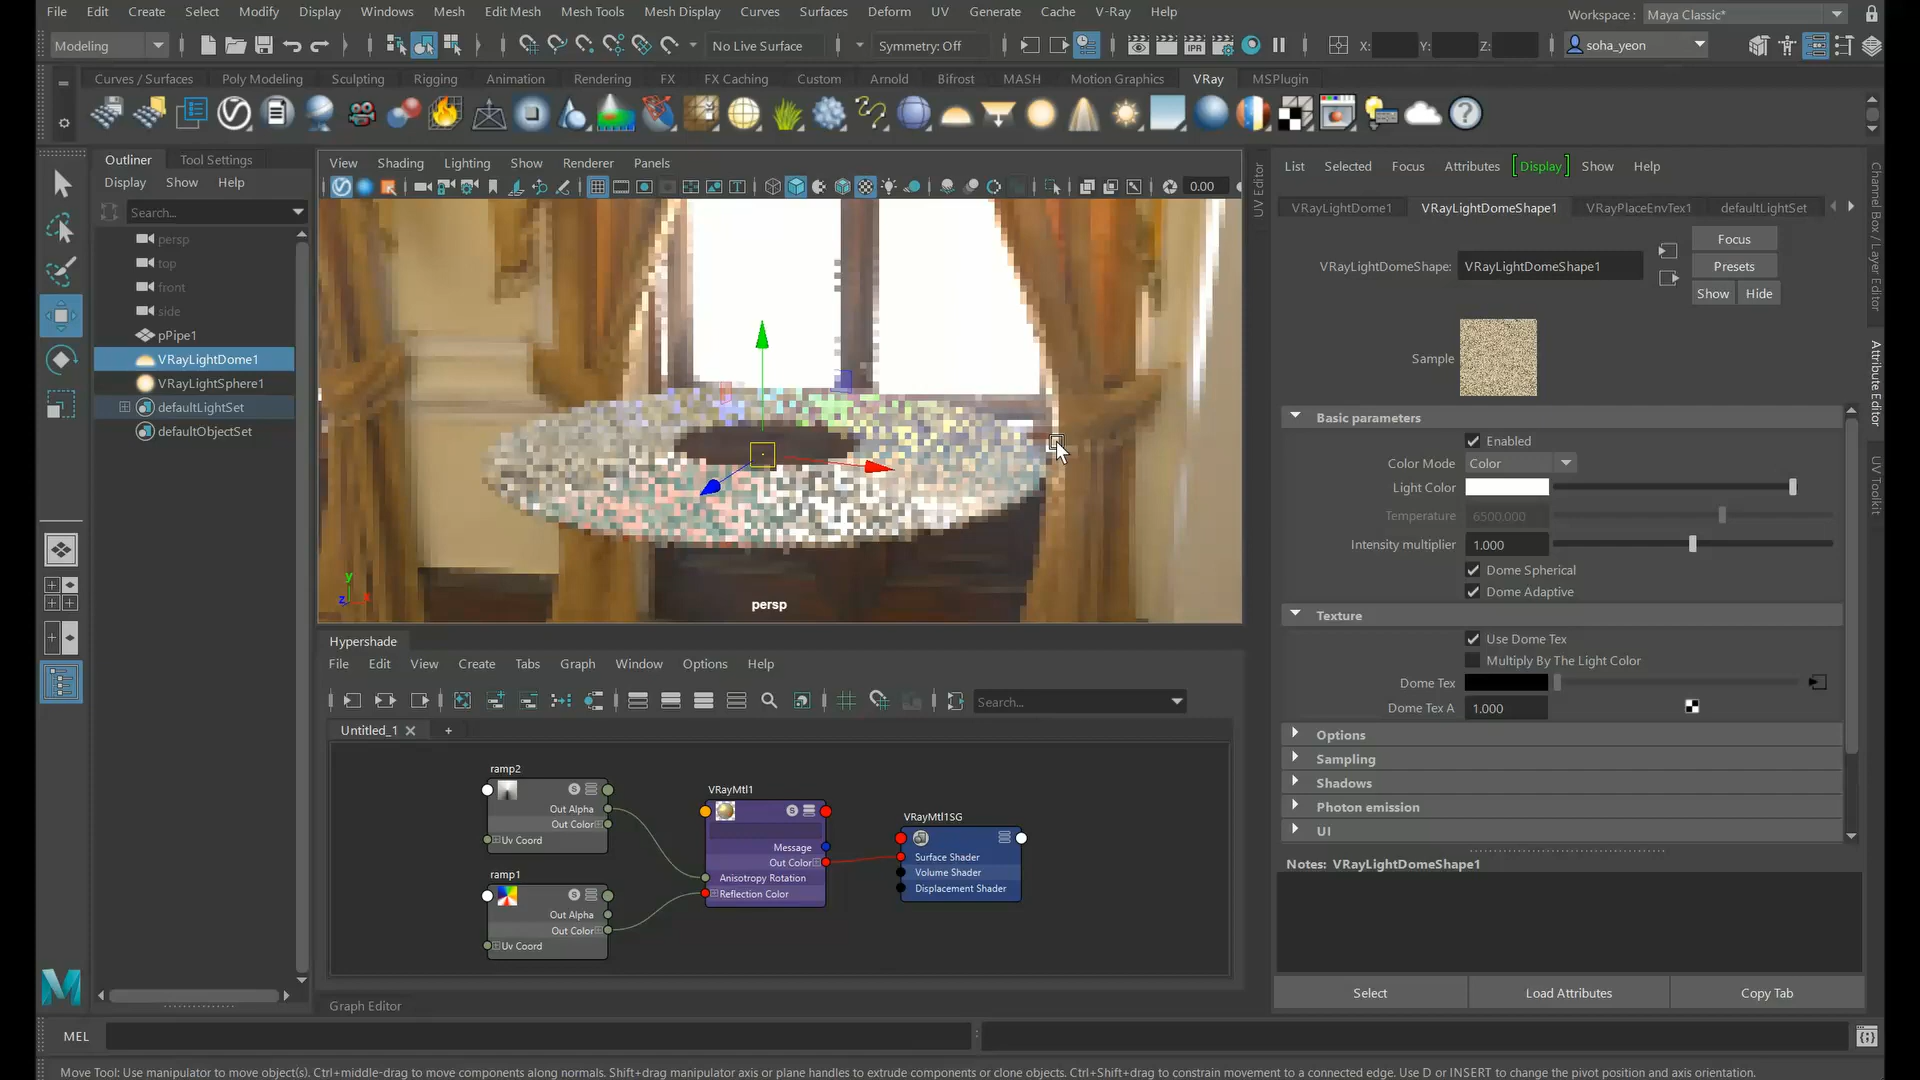 File Edit Create Select Modify Display Windows Mesh Edit Mesh Mesh Tools Mesh Display Curves Surfaces Deform UV Generate Cache V-Ray Help
Workspace : Maya Classic*
Modeling No Live Surface Symmetry: Off IPR X: Y: Z: soha_yeon
Curves / Surfaces Poly Modeling Sculpting Rigging Animation Rendering FX FX Caching Custom Arnold Bifrost MASH Motion Graphics VRay MSPlugin
Outliner Tool Settings
Display Show Help
Search...
persp
top
front
side
pPipe1
VRayLightDome1
VRayLightSphere1
defaultLightSet
defaultObjectSet
View Shading Lighting Show Renderer Panels
0.00
y
z
x
persp
UV Editor
Hypershade
File Edit View Create Tabs Graph Window Options Help
Search...
Untitled_1
+
ramp2
Out Alpha
Out Color
Uv Coord
ramp1
Out Alpha
Out Color
Uv Coord
VRayMtl1
Message
Out Color
Anisotropy Rotation
Reflection Color
VRayMtl1SG
Surface Shader
Volume Shader
Displacement Shader
Graph Editor
List Selected Focus Attributes Display Show Help
VRayLightDome1 VRayLightDomeShape1 VRayPlaceEnvTex1 defaultLightSet
VRayLightDomeShape: VRayLightDomeShape1
Focus
Presets
Show Hide
Sample
Basic parameters
Enabled
Color Mode Color
Light Color
Temperature 6500.000
Intensity multiplier 1.000
Dome Spherical
Dome Adaptive
Texture
Use Dome Tex
Multiply By The Light Color
Dome Tex
Dome Tex A 1.000
Options
Sampling
Shadows
Photon emission
UI
Notes: VRayLightDomeShape1
Select Load Attributes Copy Tab
Channel Box / Layer Editor
Attribute Editor
UV Toolkit
MEL
Move Tool: Use manipulator to move object(s). Ctrl+middle-drag to move components along normals. Shift+drag manipulator axis or plane handles to extrude components or clone objects. Ctrl+Shift+drag to constrain movement to a connected edge. Use D or INSERT to change the pivot position and axis orientation.